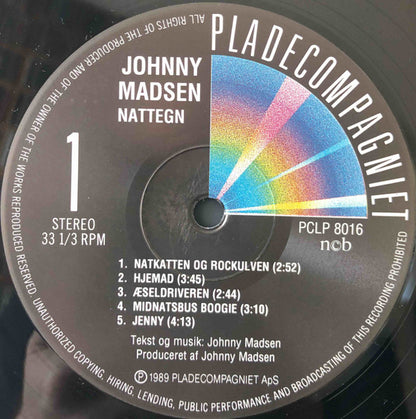 PLADECOMPAGNIET
JOHNNY
MADSEN
NATTEGN
1
STEREO
33 1/3 RPM
PCLP 8016
ncb
1. NATKATTEN OG ROCKULVEN (2:52)
2. HJEMAD (3:45)
3. ÆSELDRIVEREN (2:44)
4. MIDNATSBUS BOOGIE (3:10)
5. JENNY (4:13)
Tekst og musik: Johnny Madsen
Produceret af Johnny Madsen
Ⓟ 1989 PLADECOMPAGNIET ApS
ALL RIGHTS OF THE PRODUCER AND OF THE OWNER OF THE WORKS REPRODUCED RESERVED. UNAUTHORIZED COPYING, HIRING, LENDING, PUBLIC PERFORMANCE AND BROADCASTING OF THIS RECORDING PROHIBITED